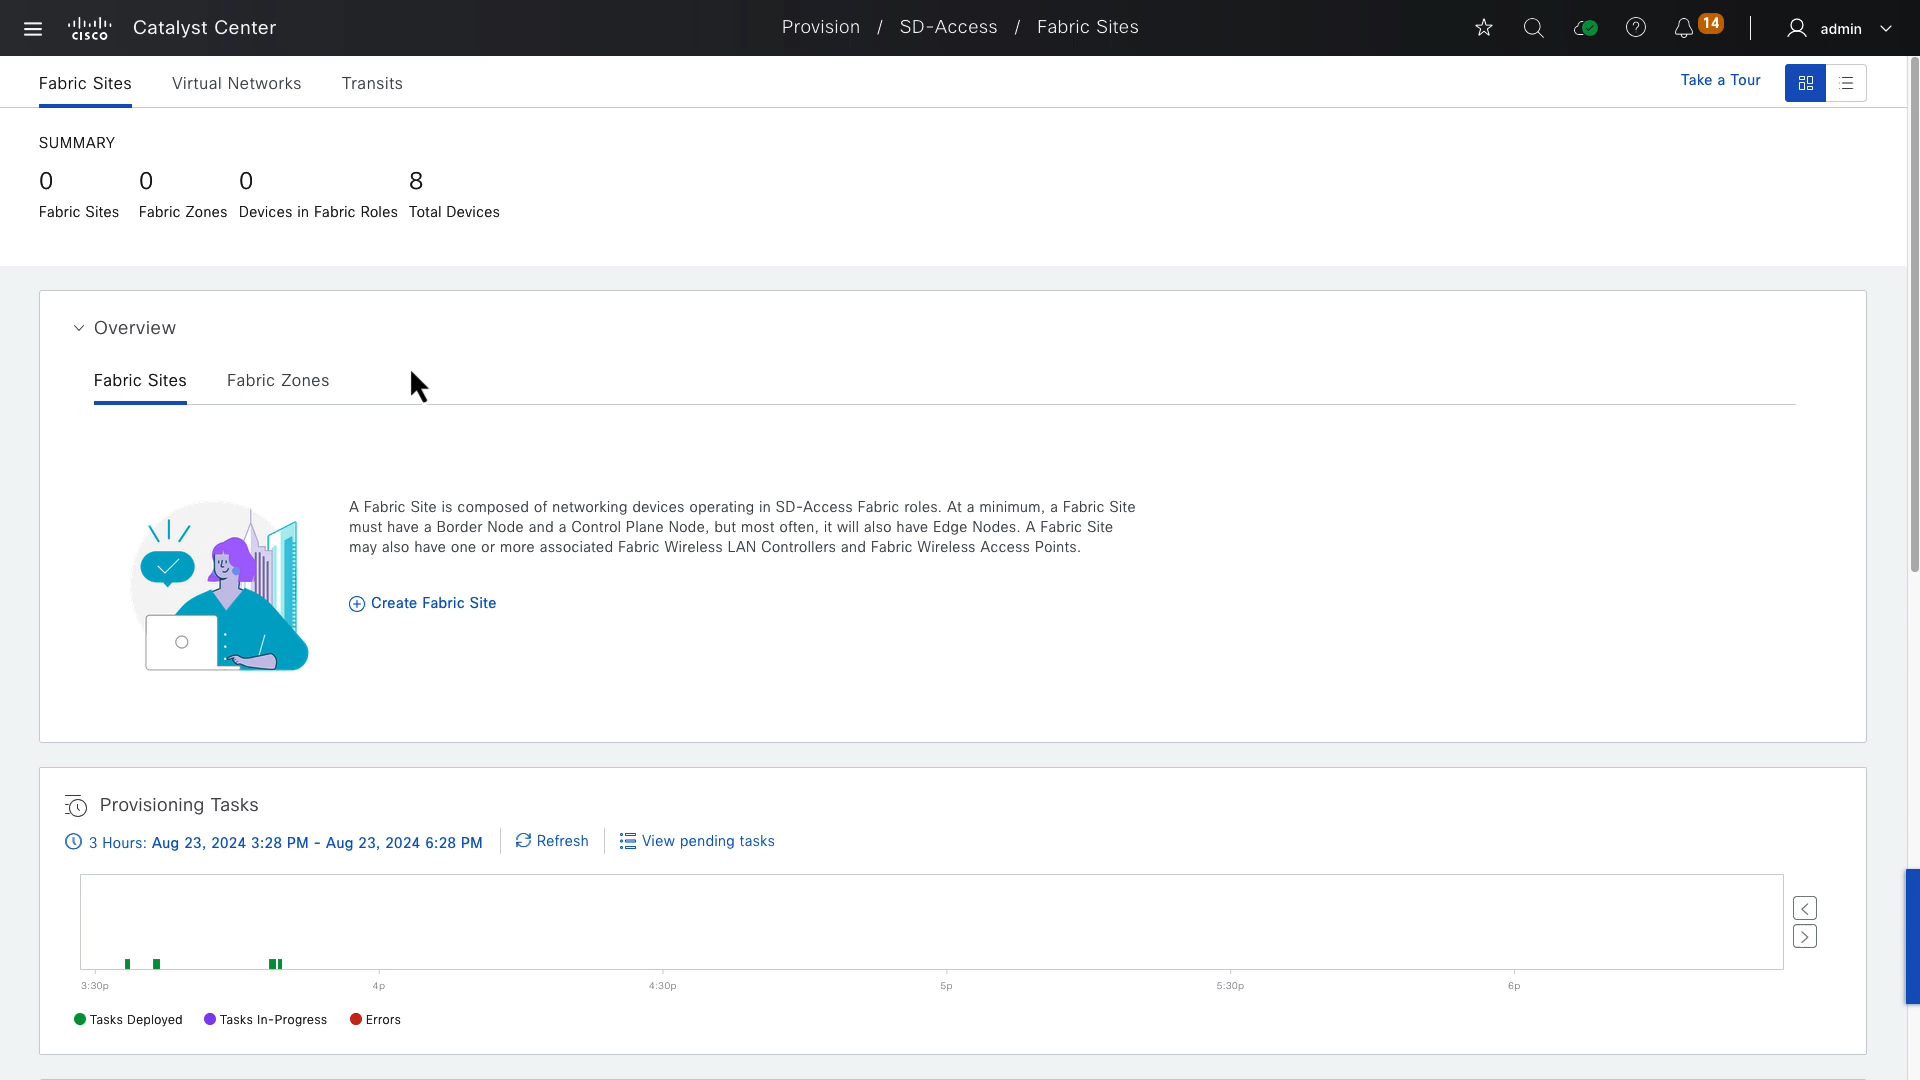 cisco Catalyst Center
Provision / SD-Access / Fabric Sites
14
admin
Fabric Sites Virtual Networks Transits
Take a Tour
SUMMARY
0 0 0 8
Fabric Sites Fabric Zones Devices in Fabric Roles Total Devices
Overview
Fabric Sites Fabric Zones
A Fabric Site is composed of networking devices operating in SD-Access Fabric roles. At a minimum, a Fabric Site
must have a Border Node and a Control Plane Node, but most often, it will also have Edge Nodes. A Fabric Site
may also have one or more associated Fabric Wireless LAN Controllers and Fabric Wireless Access Points.
Create Fabric Site
Provisioning Tasks
3 Hours: Aug 23, 2024 3:28 PM - Aug 23, 2024 6:28 PM Refresh View pending tasks
3:30p 4p 4:30p 5p 5:30p 6p
Tasks Deployed Tasks In-Progress Errors